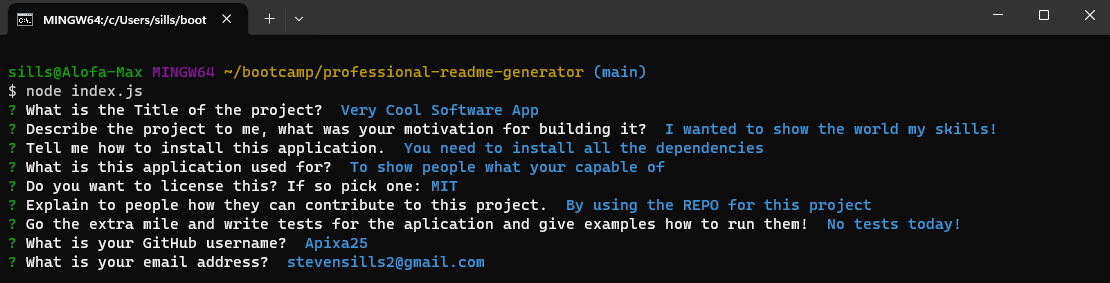 MINGW64:/c/Users/sills/boot
sills@Alofa-Max MINGW64 ~/bootcamp/professional-readme-generator (main)
$ node index.js
? What is the Title of the project? Very Cool Software App
? Describe the project to me, what was your motivation for building it? I wanted to show the world my skills!
? Tell me how to install this application. You need to install all the dependencies
? What is this application used for? To show people what your capable of
? Do you want to license this? If so pick one: MIT
? Explain to people how they can contribute to this project. By using the REPO for this project
? Go the extra mile and write tests for the aplication and give examples how to run them! No tests today!
? What is your GitHub username? Apixa25
? What is your email address? stevensills2@gmail.com